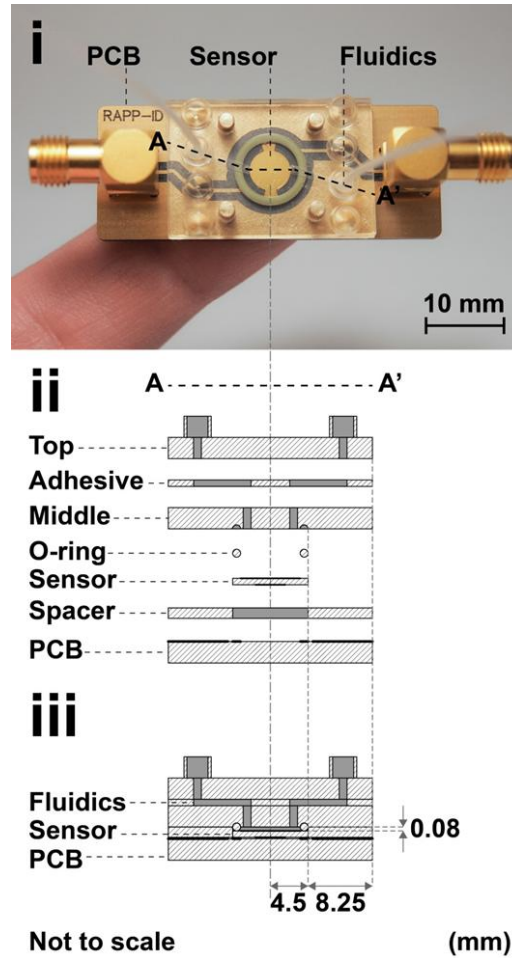 i
PCB Sensor Fluidics
RAPP-ID
A
A'
10 mm
ii
A A'
Top
Adhesive
Middle
O-ring
Sensor
Spacer
PCB
iii
Fluidics
Sensor
PCB
0.08
4.5 8.25
Not to scale (mm)